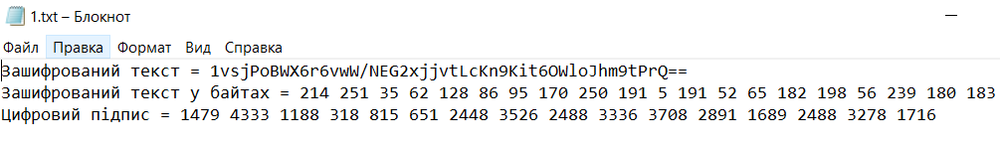 1.txt – Блокнот
Файл Правка Формат Вид Справка
Зашифрований текст = 1vsjPoBWX6r6vwW/NEG2xjjvtLcKn9Kit6OWloJhm9tPrQ==
Зашифрований текст у байтах = 214 251 35 62 128 86 95 170 250 191 5 191 52 65 182 198 56 239 180 183
Цифровий підпис = 1479 4333 1188 318 815 651 2448 3526 2488 3336 3708 2891 1689 2488 3278 1716